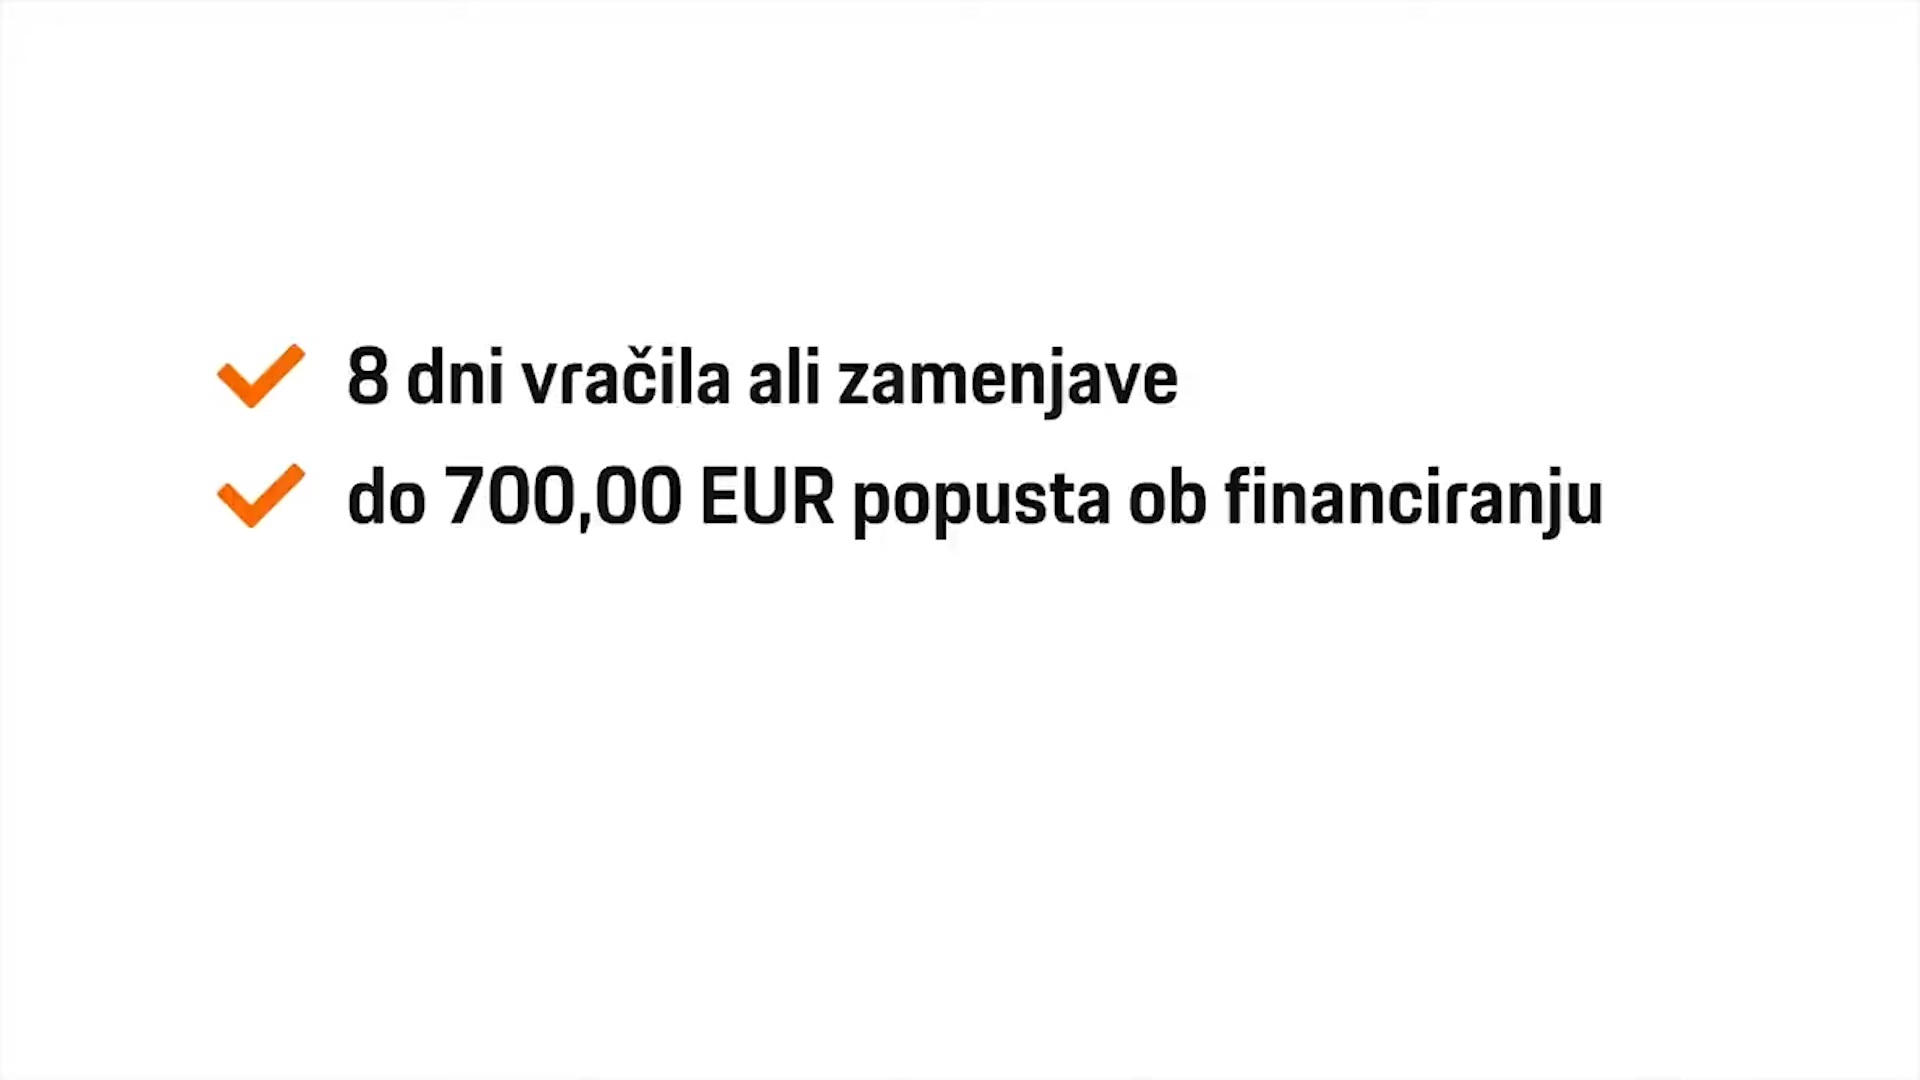 8 dni vračila ali zamenjave
do 700,00 EUR popusta ob financiranju